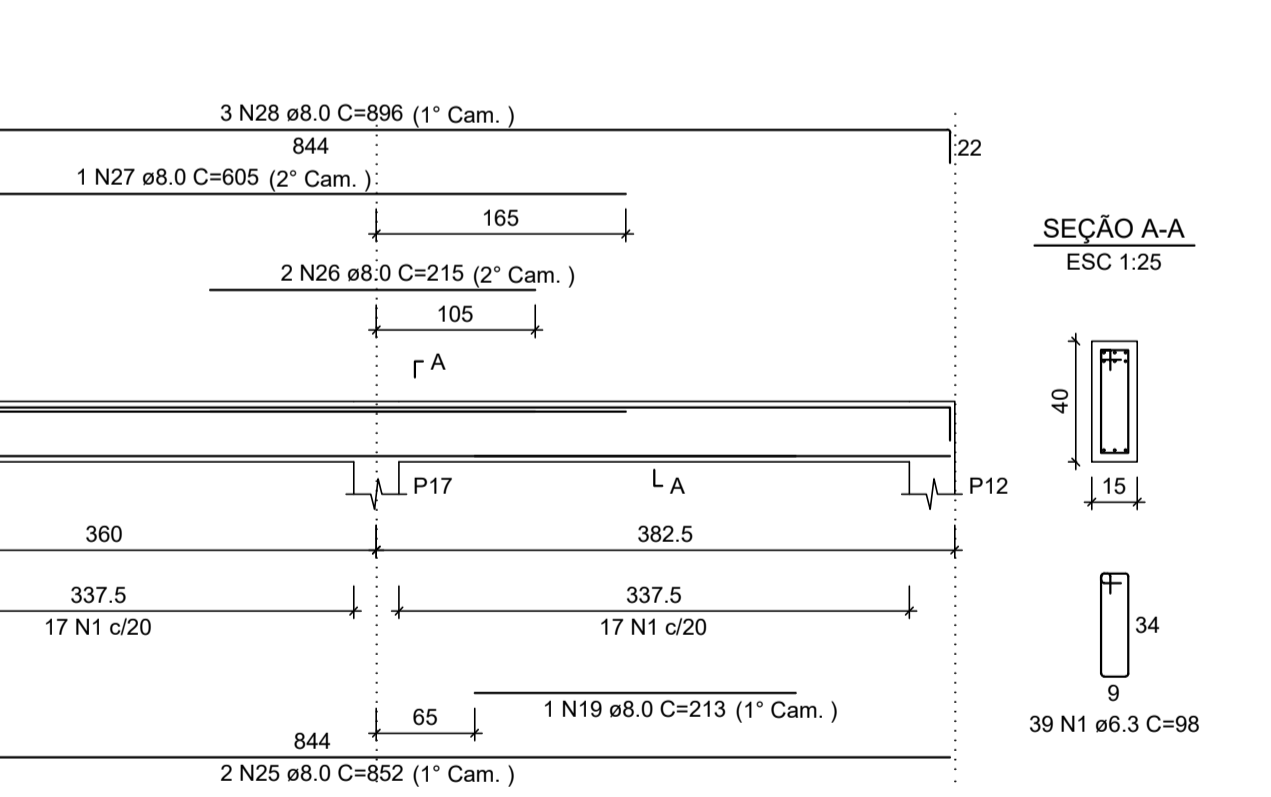 3 N28 ø8.0 C=896 (1° Cam. )
844
22
1 N27 ø8.0 C=605 (2° Cam. )
165
2 N26 ø8.0 C=215 (2° Cam. )
105
A
A
P17
P12
360
382.5
337.5
337.5
17 N1 c/20
17 N1 c/20
1 N19 ø8.0 C=213 (1° Cam. )
65
844
2 N25 ø8.0 C=852 (1° Cam. )
SEÇÃO A-A
ESC 1:25
40
15
34
9
39 N1 ø6.3 C=98